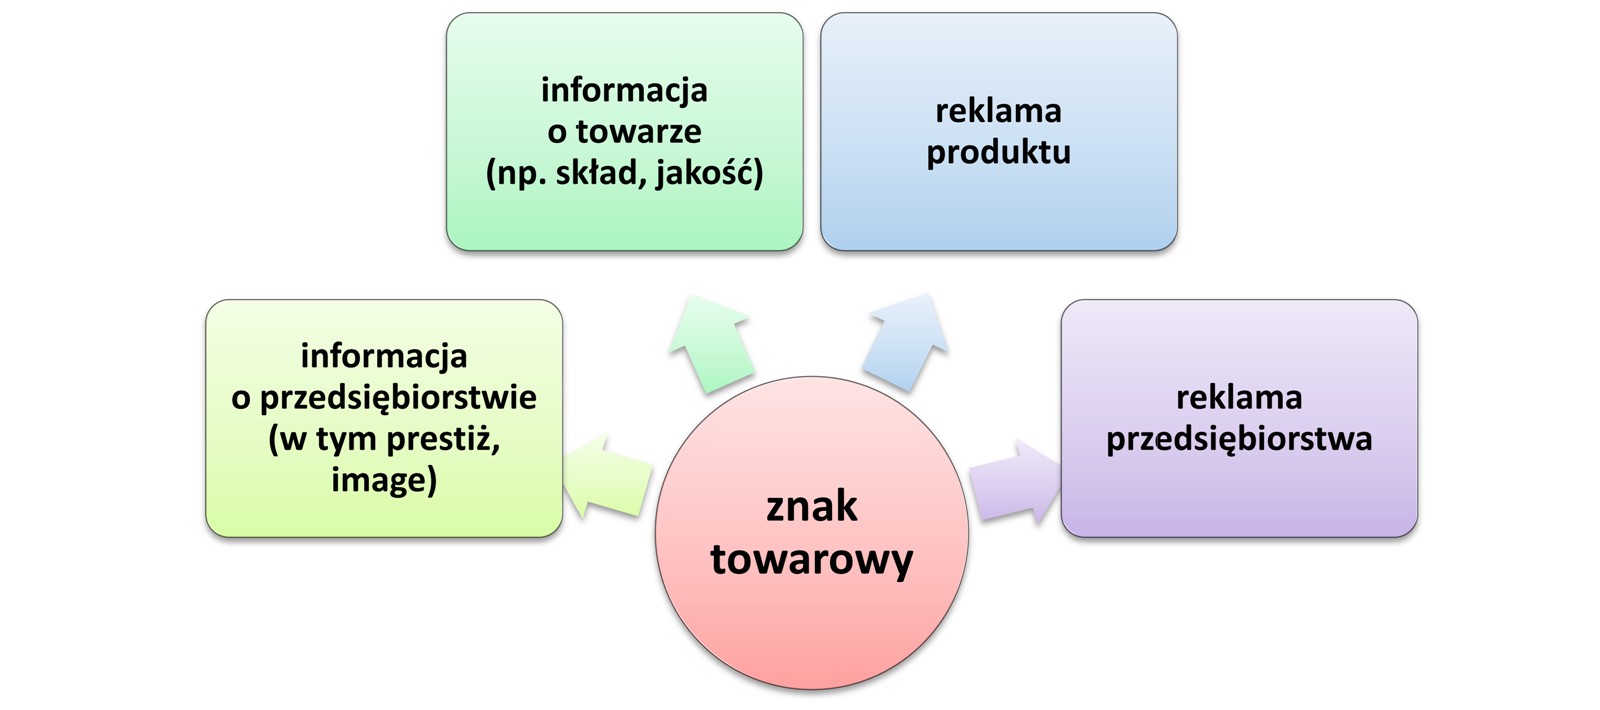 informacja
o towarze
(np. skład, jakość)
reklama
produktu
informacja
o przedsiębiorstwie
(w tym prestiż,
image)
reklama
przedsiębiorstwa
znak
towarowy